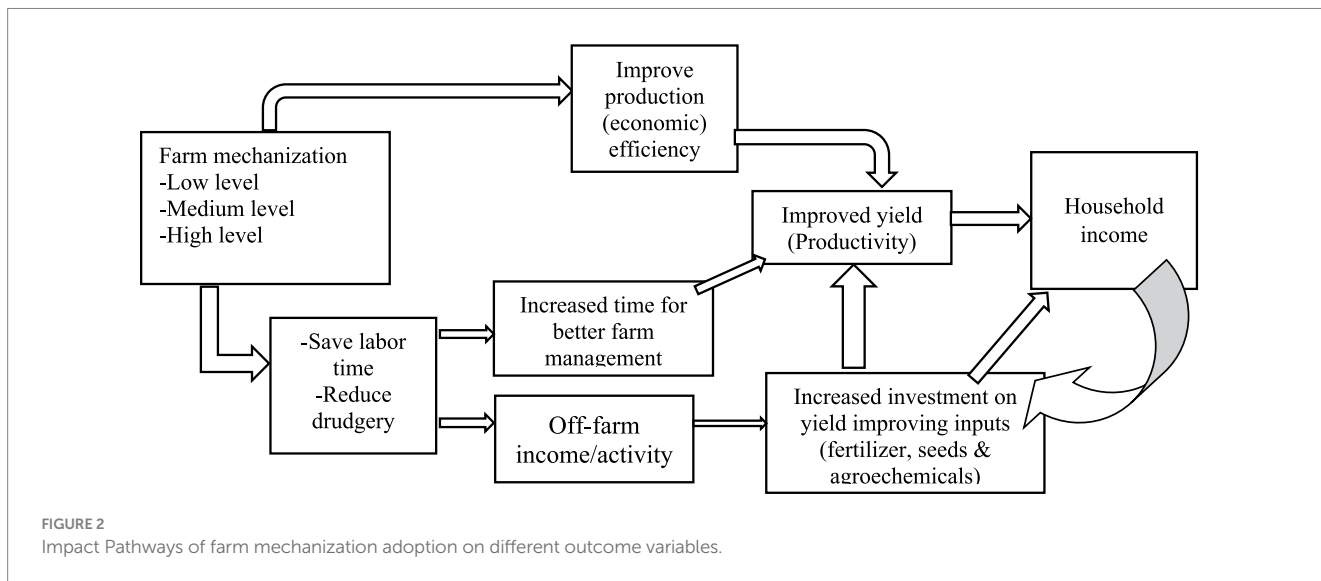 Improve
production
(economic)
efficiency
Farm mechanization
-Low level
-Medium level
-High level
Improved yield
(Productivity)
Household
income
Increased time for
better farm
management
-Save labor
time
-Reduce
drudgery
Off-farm
income/activity
Increased investment on
yield improving inputs
(fertilizer, seeds &
agroechemicals)
FIGURE 2
Impact Pathways of farm mechanization adoption on different outcome variables.